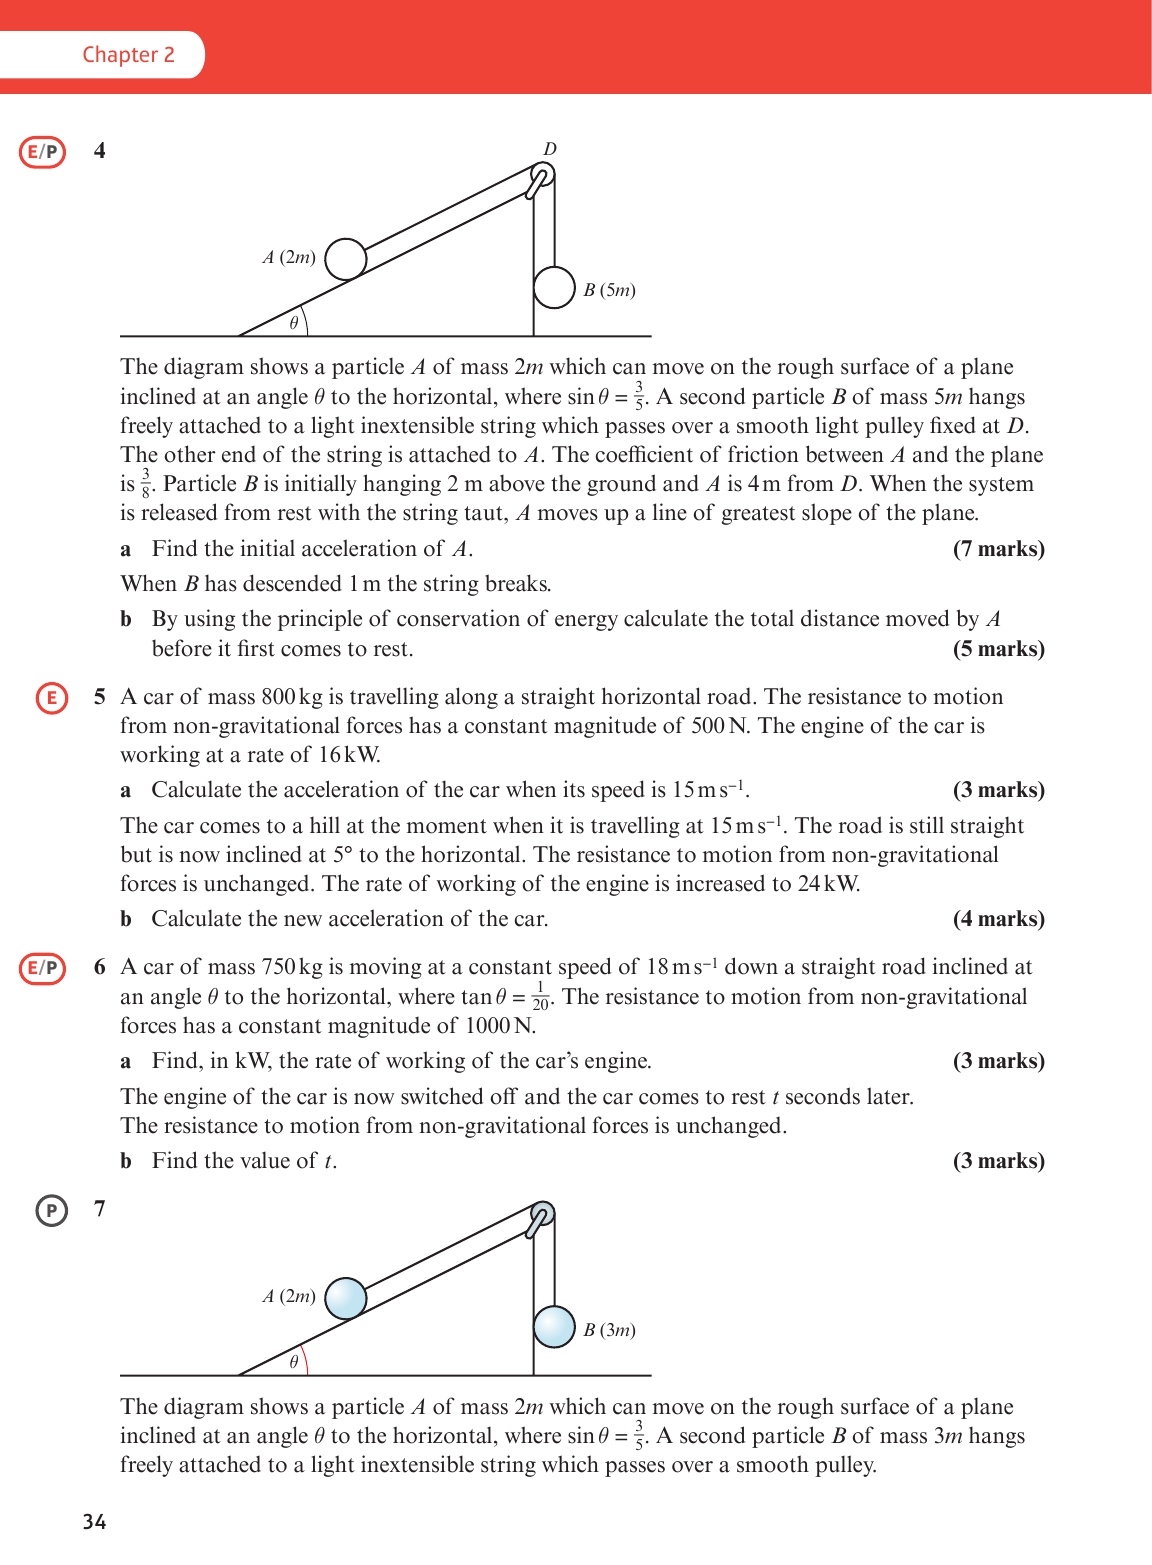 Chapter 2
E/P 4
D
A (2m)
B (5m)
θ
The diagram shows a particle A of mass 2m which can move on the rough surface of a plane
inclined at an angle θ to the horizontal, where sin θ = 3/5. A second particle B of mass 5m hangs
freely attached to a light inextensible string which passes over a smooth light pulley fixed at D.
The other end of the string is attached to A. The coefficient of friction between A and the plane
is 3/8. Particle B is initially hanging 2 m above the ground and A is 4 m from D. When the system
is released from rest with the string taut, A moves up a line of greatest slope of the plane.
a Find the initial acceleration of A. (7 marks)
When B has descended 1 m the string breaks.
b By using the principle of conservation of energy calculate the total distance moved by A
before it first comes to rest. (5 marks)
E 5 A car of mass 800 kg is travelling along a straight horizontal road. The resistance to motion
from non-gravitational forces has a constant magnitude of 500 N. The engine of the car is
working at a rate of 16 kW.
a Calculate the acceleration of the car when its speed is 15 m s⁻¹. (3 marks)
The car comes to a hill at the moment when it is travelling at 15 m s⁻¹. The road is still straight
but is now inclined at 5° to the horizontal. The resistance to motion from non-gravitational
forces is unchanged. The rate of working of the engine is increased to 24 kW.
b Calculate the new acceleration of the car. (4 marks)
E/P 6 A car of mass 750 kg is moving at a constant speed of 18 m s⁻¹ down a straight road inclined at
an angle θ to the horizontal, where tan θ = 1/20. The resistance to motion from non-gravitational
forces has a constant magnitude of 1000 N.
a Find, in kW, the rate of working of the car’s engine. (3 marks)
The engine of the car is now switched off and the car comes to rest t seconds later.
The resistance to motion from non-gravitational forces is unchanged.
b Find the value of t. (3 marks)
P 7
A (2m)
B (3m)
θ
The diagram shows a particle A of mass 2m which can move on the rough surface of a plane
inclined at an angle θ to the horizontal, where sin θ = 3/5. A second particle B of mass 3m hangs
freely attached to a light inextensible string which passes over a smooth pulley.
34